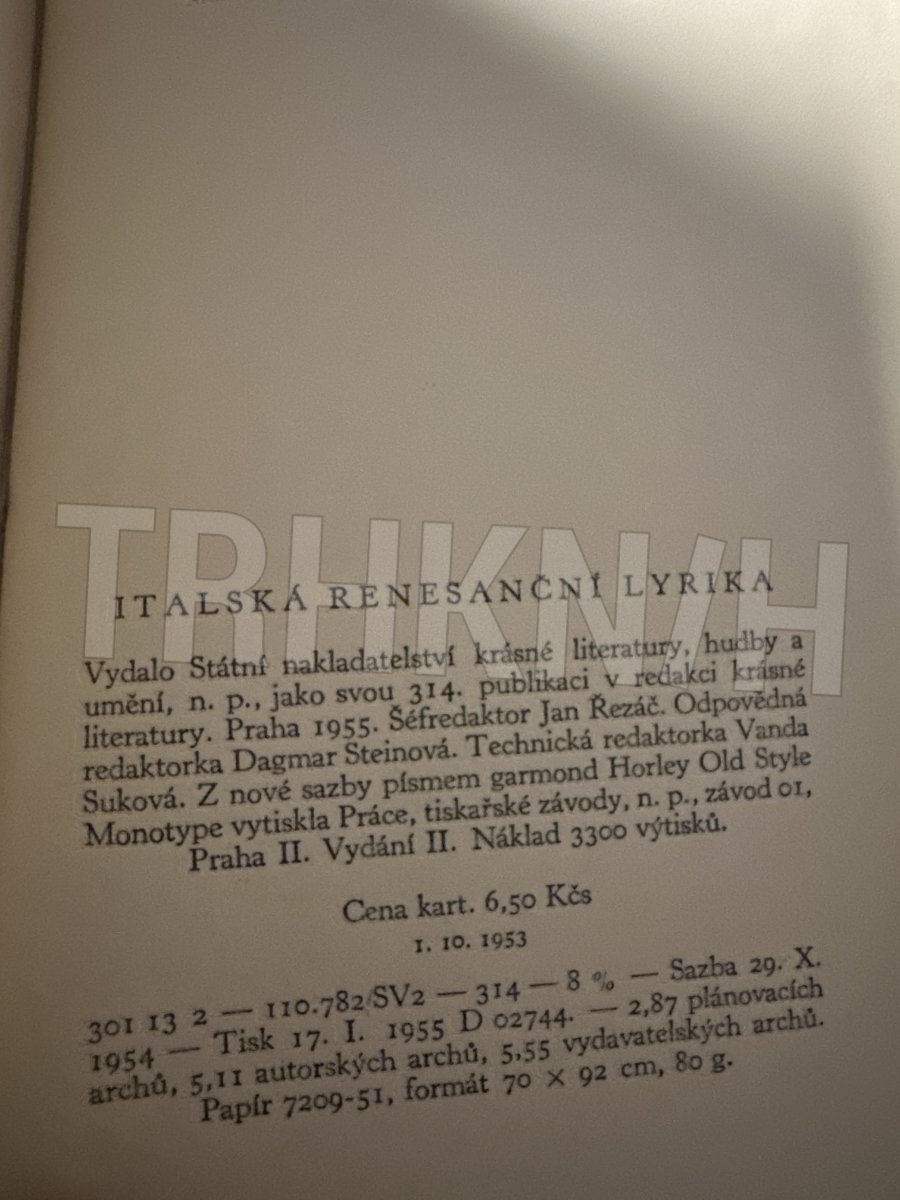 ITALSKÁ RENESANČNÍ LYRIKA
Vydalo Státní nakladatelství krásné literatury, hudby a
umění, n. p., jako svou 314. publikaci v redakci krásné
literatury. Praha 1955. Šéfredaktor Jan Řezáč. Odpovědná
redaktorka Dagmar Steinová. Technická redaktorka Vanda
Suková. Z nové sazby písmem garmond Horley Old Style
Monotype vytiskla Práce, tiskařské závody, n. p., závod 01,
Praha II. Vydání II. Náklad 3300 výtisků.
Cena kart. 6,50 Kčs
1. 10. 1953
301 13 2 — 110.782/SV2 — 314 — 8 % — Sazba 29. X.
1954 — Tisk 17. I. 1955 D 02744. — 2,87 plánovacích
archů, 5,11 autorských archů, 5,55 vydavatelských archů.
Papír 7209-51, formát 70 × 92 cm, 80 g.
TRHKN/H